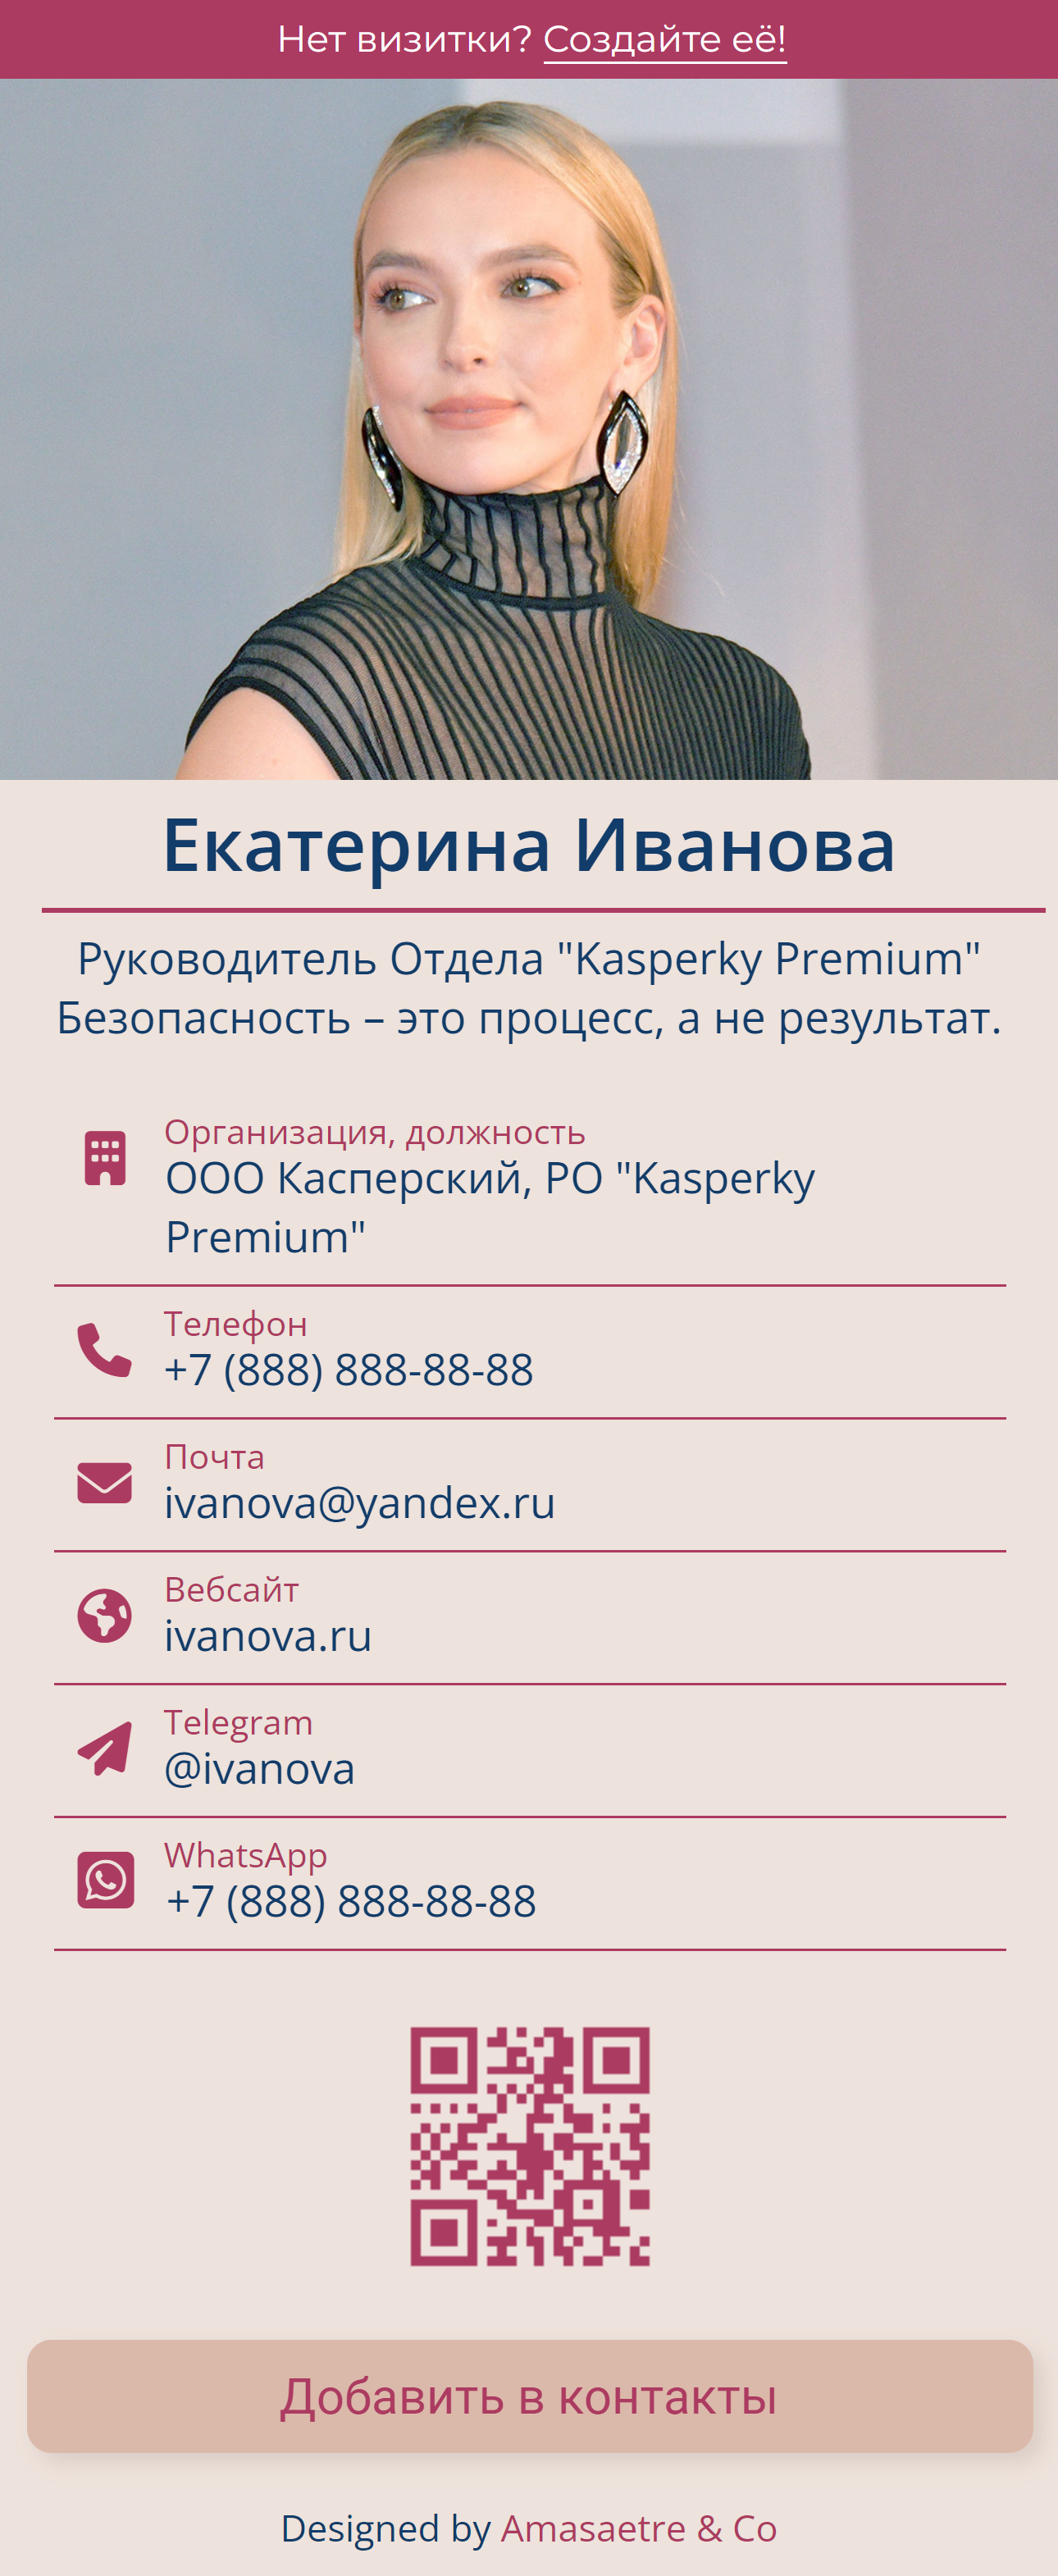 Нет визитки? Создайте её!
Екатерина Иванова
Руководитель Отдела "Kasperky Premium"
Безопасность – это процесс, а не результат.
Организация, должность
ООО Касперский, РО "Kasperky
Premium"
Телефон
+7 (888) 888-88-88
Почта
ivanova@yandex.ru
Вебсайт
ivanova.ru
Telegram
@ivanova
WhatsApp
+7 (888) 888-88-88
Добавить в контакты
Designed by Amasaetre & Co